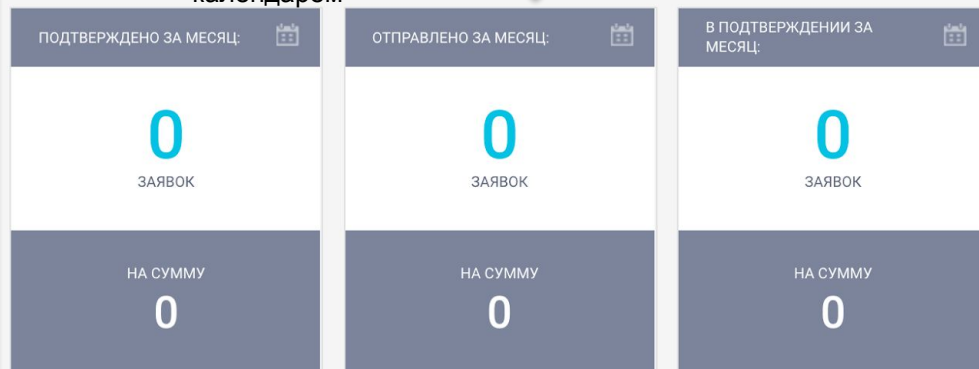 календарем
ПОДТВЕРЖДЕНО ЗА МЕСЯЦ:
0
ЗАЯВОК
НА СУММУ
0
ОТПРАВЛЕНО ЗА МЕСЯЦ:
0
ЗАЯВОК
НА СУММУ
0
В ПОДТВЕРЖДЕНИИ ЗА
МЕСЯЦ:
0
ЗАЯВОК
НА СУММУ
0